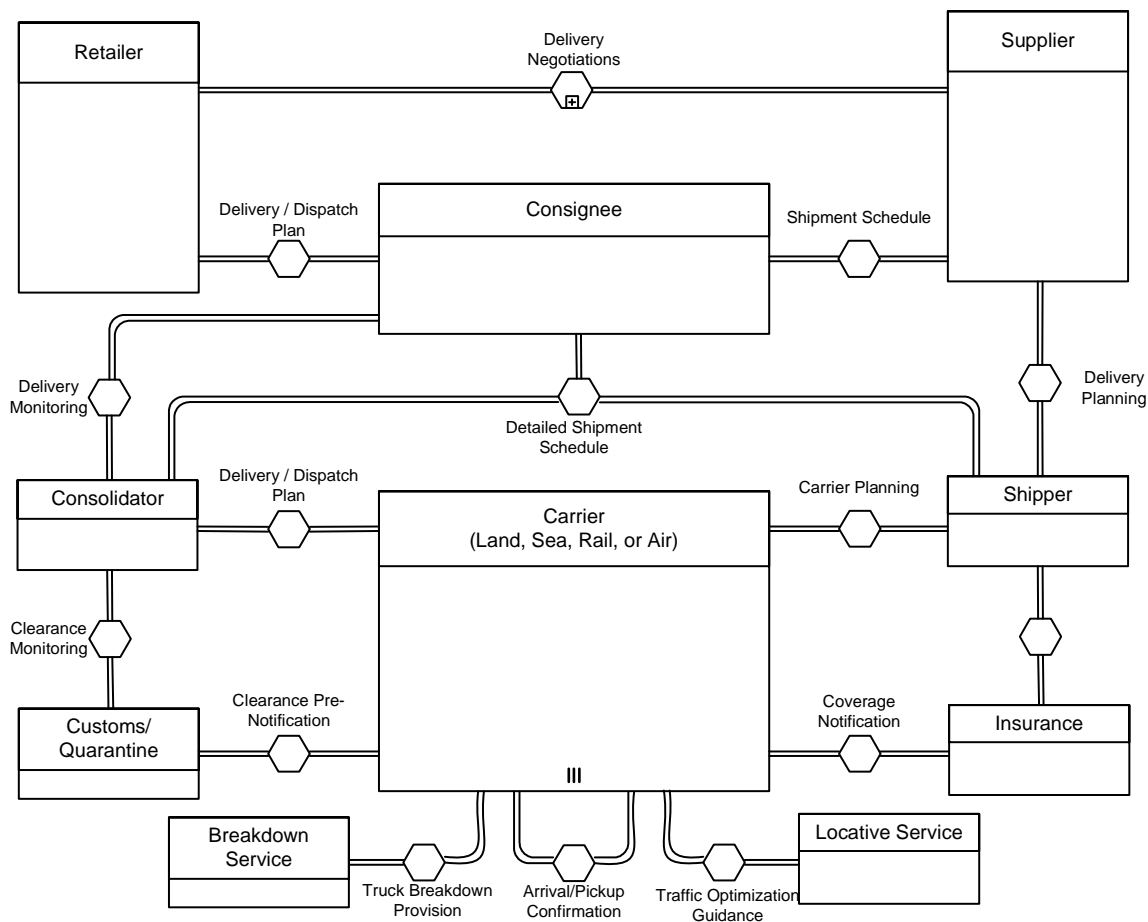 Retailer
Delivery
Negotiations
Supplier
Delivery / Dispatch
Plan
Consignee
Shipment Schedule
Delivery
Monitoring
Detailed Shipment
Schedule
Delivery
Planning
Consolidator
Delivery / Dispatch
Plan
Carrier
(Land, Sea, Rail, or Air)
Carrier Planning
Shipper
Clearance
Monitoring
Customs/
Quarantine
Clearance Pre-
Notification
Coverage
Notification
Insurance
Breakdown
Service
Truck Breakdown
Provision
Arrival/Pickup
Confirmation
Traffic Optimization
Guidance
Locative Service